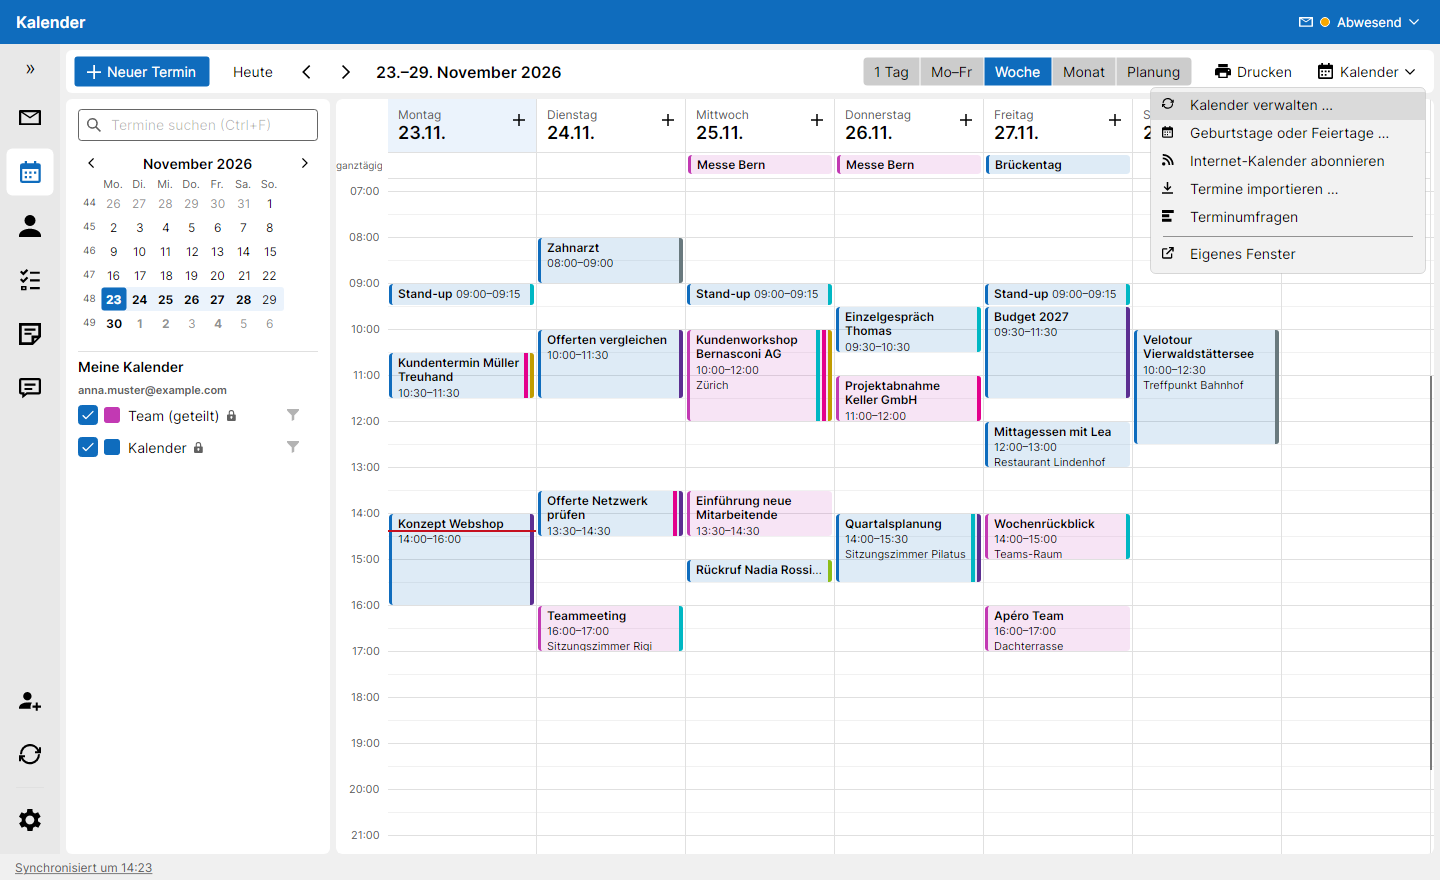 Kalender
Abwesend
»
Neuer Termin
Heute
23.–29. November 2026
1 Tag
Mo–Fr
Woche
Monat
Planung
Drucken
Kalender
Kalender verwalten ...
Geburtstage oder Feiertage ...
Internet-Kalender abonnieren
Termine importieren ...
Terminumfragen
Eigenes Fenster
Termine suchen (Ctrl+F)
November 2026
Mo. Di. Mi. Do. Fr. Sa. So.
44 26 27 28 29 30 31 1
45 2 3 4 5 6 7 8
46 9 10 11 12 13 14 15
47 16 17 18 19 20 21 22
48 23 24 25 26 27 28 29
49 30 1 2 3 4 5 6
Meine Kalender
anna.muster@example.com
Team (geteilt)
Kalender
Montag
23.11.
Dienstag
24.11.
Mittwoch
25.11.
Donnerstag
26.11.
Freitag
27.11.
S
2
ganztägig
Messe Bern
Messe Bern
Brückentag
07:00
08:00
09:00
10:00
11:00
12:00
13:00
14:00
15:00
16:00
17:00
18:00
19:00
20:00
21:00
Stand-up 09:00–09:15
Kundentermin Müller
Treuhand
10:30–11:30
Konzept Webshop
14:00–16:00
Zahnarzt
08:00–09:00
Offerten vergleichen
10:00–11:30
Offerte Netzwerk
prüfen
13:30–14:30
Teammeeting
16:00–17:00
Sitzungszimmer Rigi
Stand-up 09:00–09:15
Kundenworkshop
Bernasconi AG
10:00–12:00
Zürich
Einführung neue
Mitarbeitende
13:30–14:30
Rückruf Nadia Rossi...
Einzelgespräch
Thomas
09:30–10:30
Projektabnahme
Keller GmbH
11:00–12:00
Quartalsplanung
14:00–15:30
Sitzungszimmer Pilatus
Stand-up 09:00–09:15
Budget 2027
09:30–11:30
Mittagessen mit Lea
12:00–13:00
Restaurant Lindenhof
Wochenrückblick
14:00–15:00
Teams-Raum
Apéro Team
16:00–17:00
Dachterrasse
Velotour
Vierwaldstättersee
10:00–12:30
Treffpunkt Bahnhof
Synchronisiert um 14:23